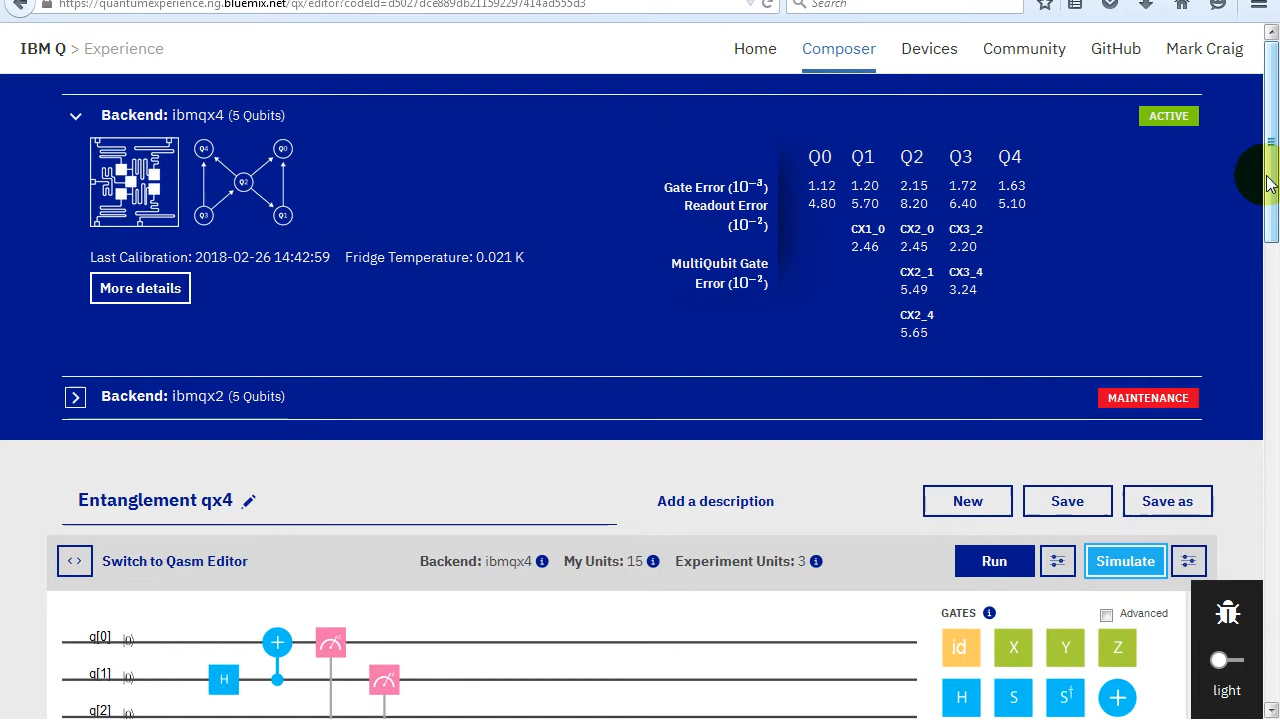 https://quantumexperience.ng.bluemix.net/qx/editor?codeId=d5027dce889db211592297414ad555d3
Search
IBM Q > Experience
Home Composer Devices Community GitHub Mark Craig
Backend: ibmqx4 (5 Qubits)
ACTIVE
Q4 Q0
Q2
Q3 Q1
Last Calibration: 2018-02-26 14:42:59 Fridge Temperature: 0.021 K
More details
Q0 Q1 Q2 Q3 Q4
Gate Error (10⁻³) 1.12 1.20 2.15 1.72 1.63
Readout Error 4.80 5.70 8.20 6.40 5.10
(10⁻²)
CX1_0 CX2_0 CX3_2
2.46 2.45 2.20
MultiQubit Gate
Error (10⁻²)
CX2_1 CX3_4
5.49 3.24
CX2_4
5.65
Backend: ibmqx2 (5 Qubits)
MAINTENANCE
Entanglement qx4
Add a description
New Save Save as
Switch to Qasm Editor
Backend: ibmqx4 My Units: 15 Experiment Units: 3
Run Simulate
GATES Advanced
q[0] |0⟩ +
q[1] |0⟩ H
q[2] |0⟩
id X Y Z
H S S† +
light